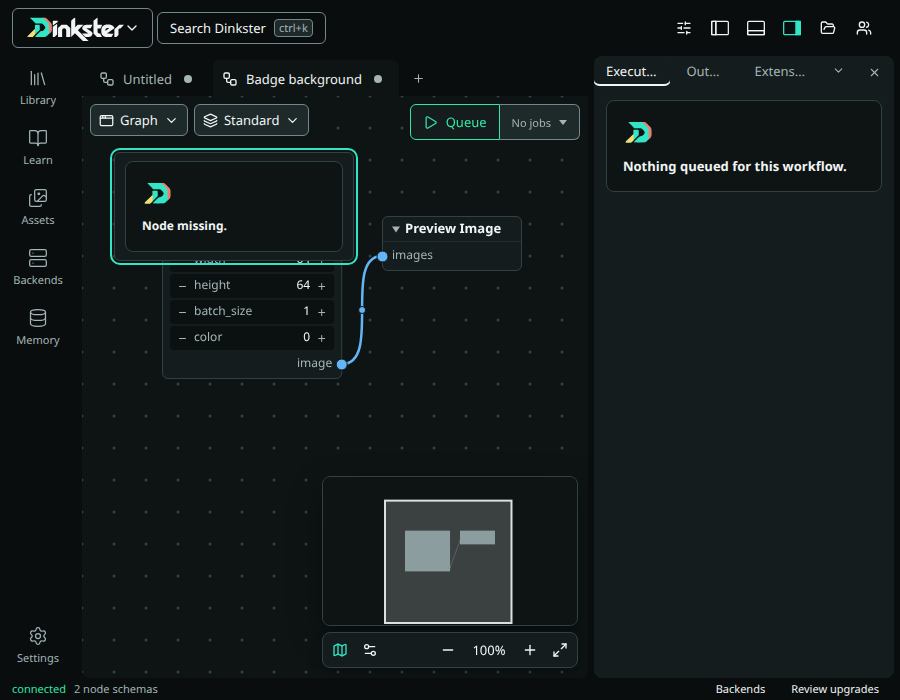 Dinkster
Search Dinkster ctrl+k
Library
Learn
Assets
Backends
Memory
Settings
Untitled
Badge background
Graph
Standard
Queue
No jobs
Node missing.
Preview Image
images
height 64
batch_size 1
color 0
image
100%
Execut...
Out...
Extens...
Nothing queued for this workflow.
connected 2 node schemas
Backends
Review upgrades